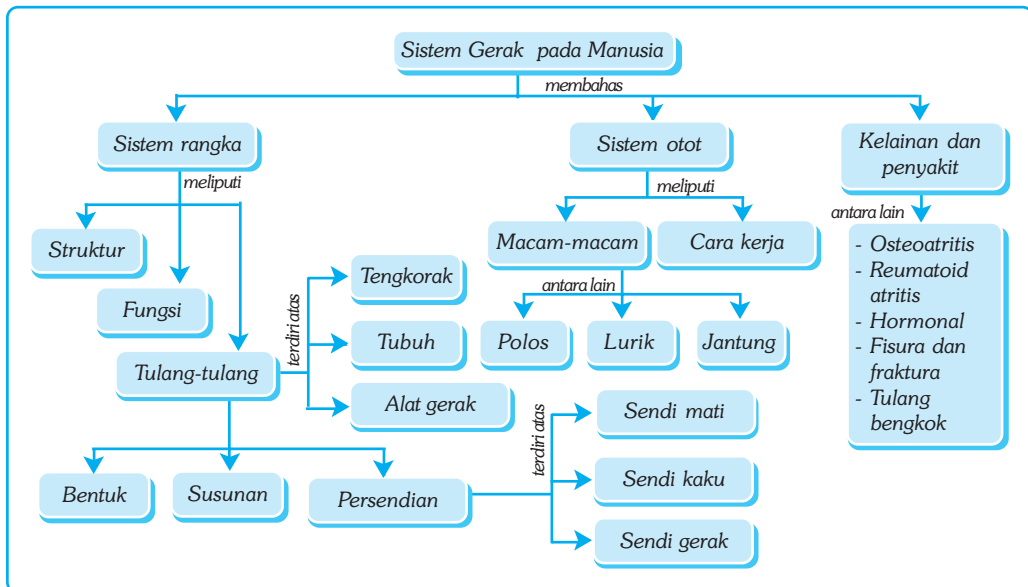 Sistem Gerak pada Manusia
membahas
Sistem rangka
Sistem otot
Kelainan dan
penyakit
meliputi
meliputi
antara lain
Struktur
Fungsi
Tulang-tulang
terdiri atas
Tengkorak
Tubuh
Alat gerak
Macam-macam
Cara kerja
antara lain
Polos
Lurik
Jantung
- Osteoatritis
- Reumatoid
atritis
- Hormonal
- Fisura dan
fraktura
- Tulang
bengkok
Bentuk
Susunan
Persendian
terdiri atas
Sendi mati
Sendi kaku
Sendi gerak